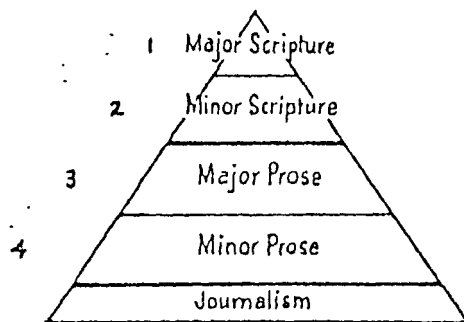 1 Major Scripture
2 Minor Scripture
3 Major Prose
4 Minor Prose
Journalism